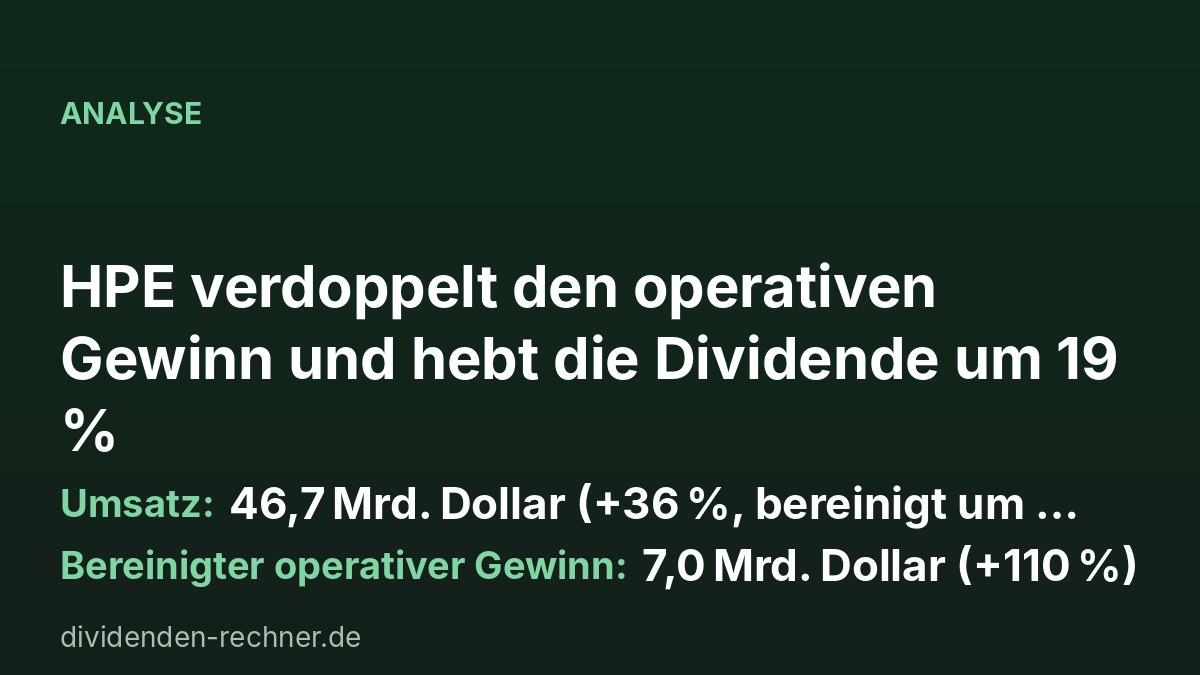 ANALYSE
HPE verdoppelt den operativen
Gewinn und hebt die Dividende um 19
%
Umsatz: 46,7 Mrd. Dollar (+36 %, bereinigt um …
Bereinigter operativer Gewinn: 7,0 Mrd. Dollar (+110 %)
dividenden-rechner.de